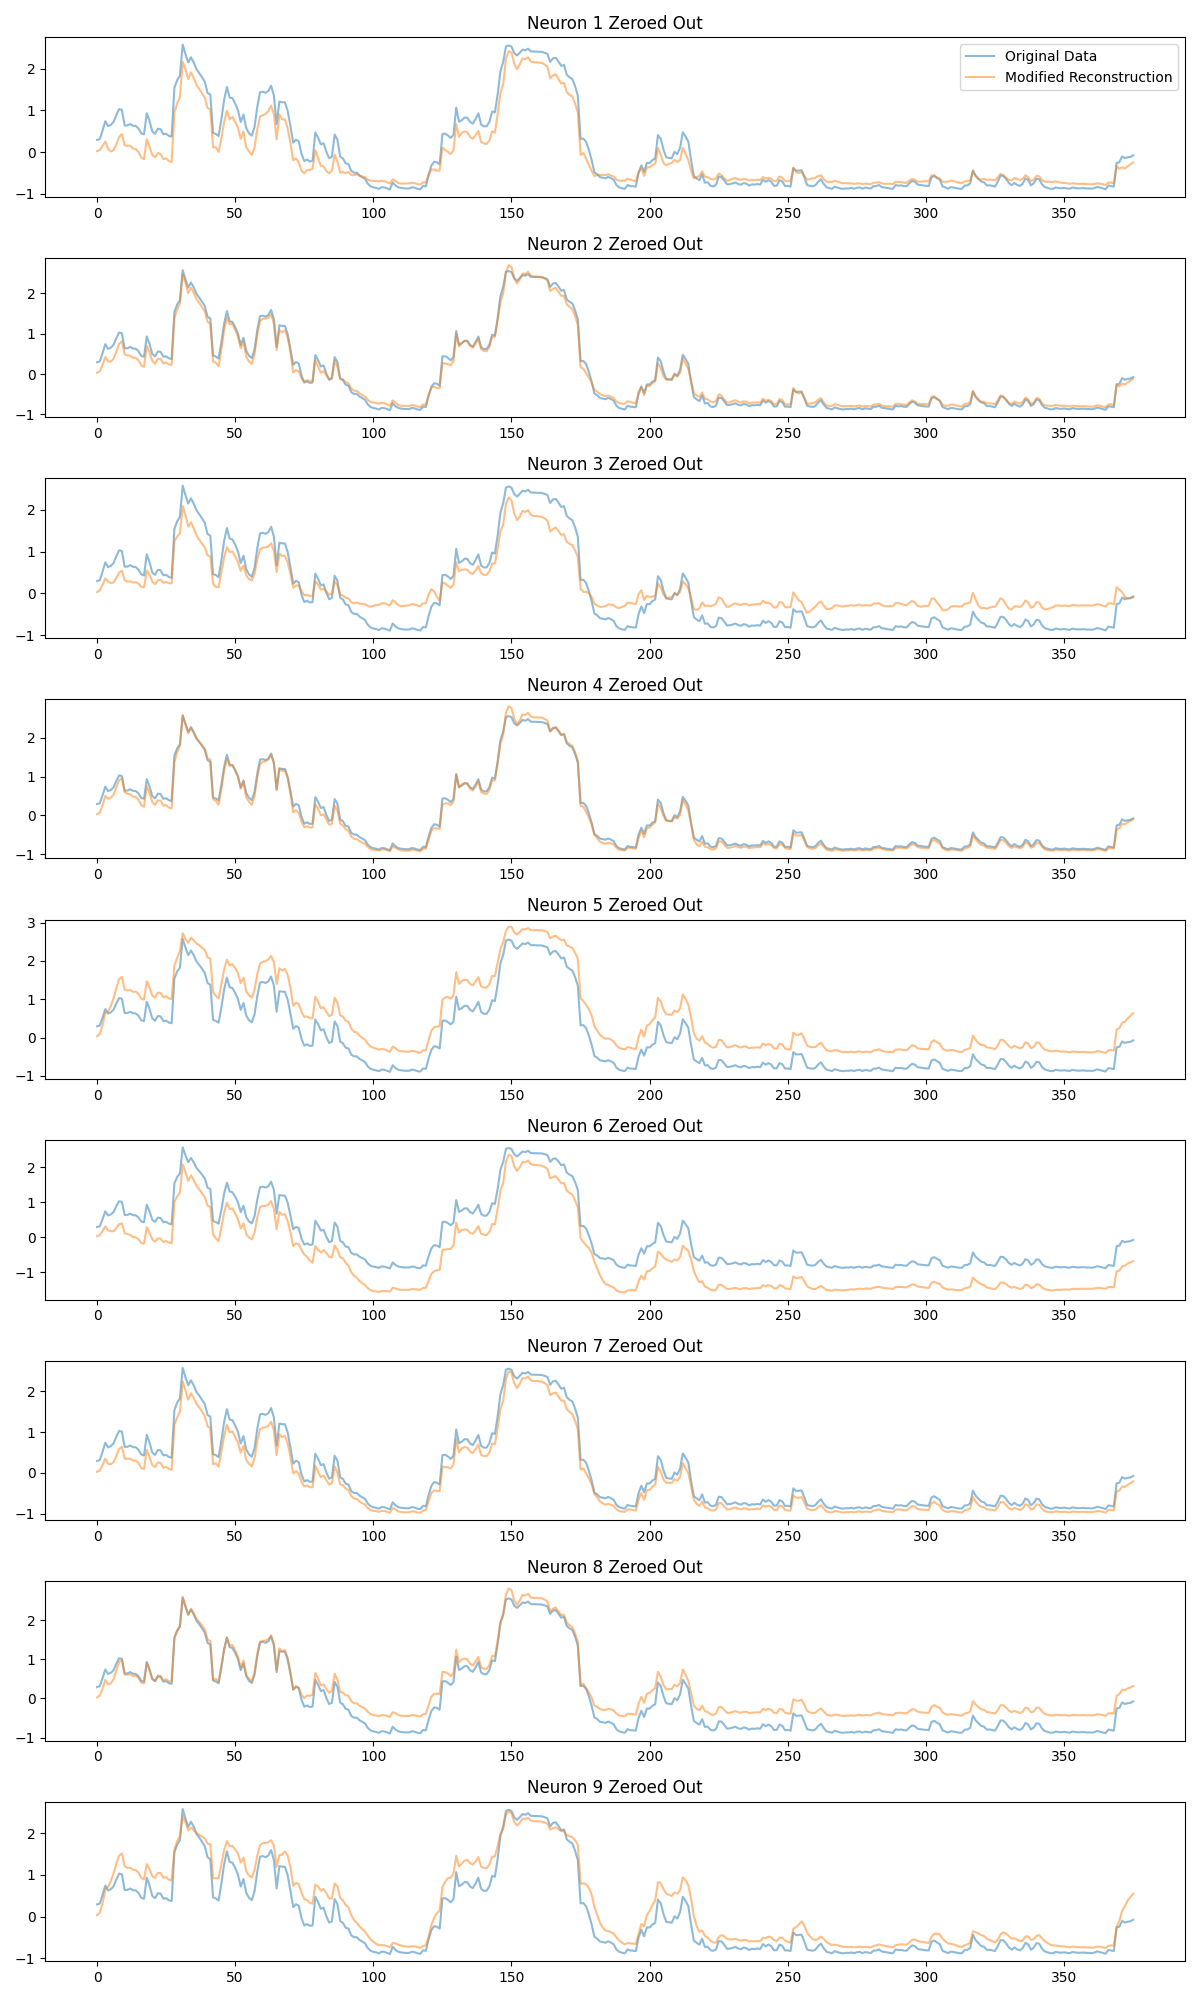 Neuron 1 Zeroed Out
Original Data
Modified Reconstruction
2
1
0
−1
0 50 100 150 200 250 300 350
Neuron 2 Zeroed Out
2
1
0
−1
0 50 100 150 200 250 300 350
Neuron 3 Zeroed Out
2
1
0
−1
0 50 100 150 200 250 300 350
Neuron 4 Zeroed Out
2
1
0
−1
0 50 100 150 200 250 300 350
Neuron 5 Zeroed Out
3
2
1
0
−1
0 50 100 150 200 250 300 350
Neuron 6 Zeroed Out
2
1
0
−1
0 50 100 150 200 250 300 350
Neuron 7 Zeroed Out
2
1
0
−1
0 50 100 150 200 250 300 350
Neuron 8 Zeroed Out
2
1
0
−1
0 50 100 150 200 250 300 350
Neuron 9 Zeroed Out
2
1
0
−1
0 50 100 150 200 250 300 350